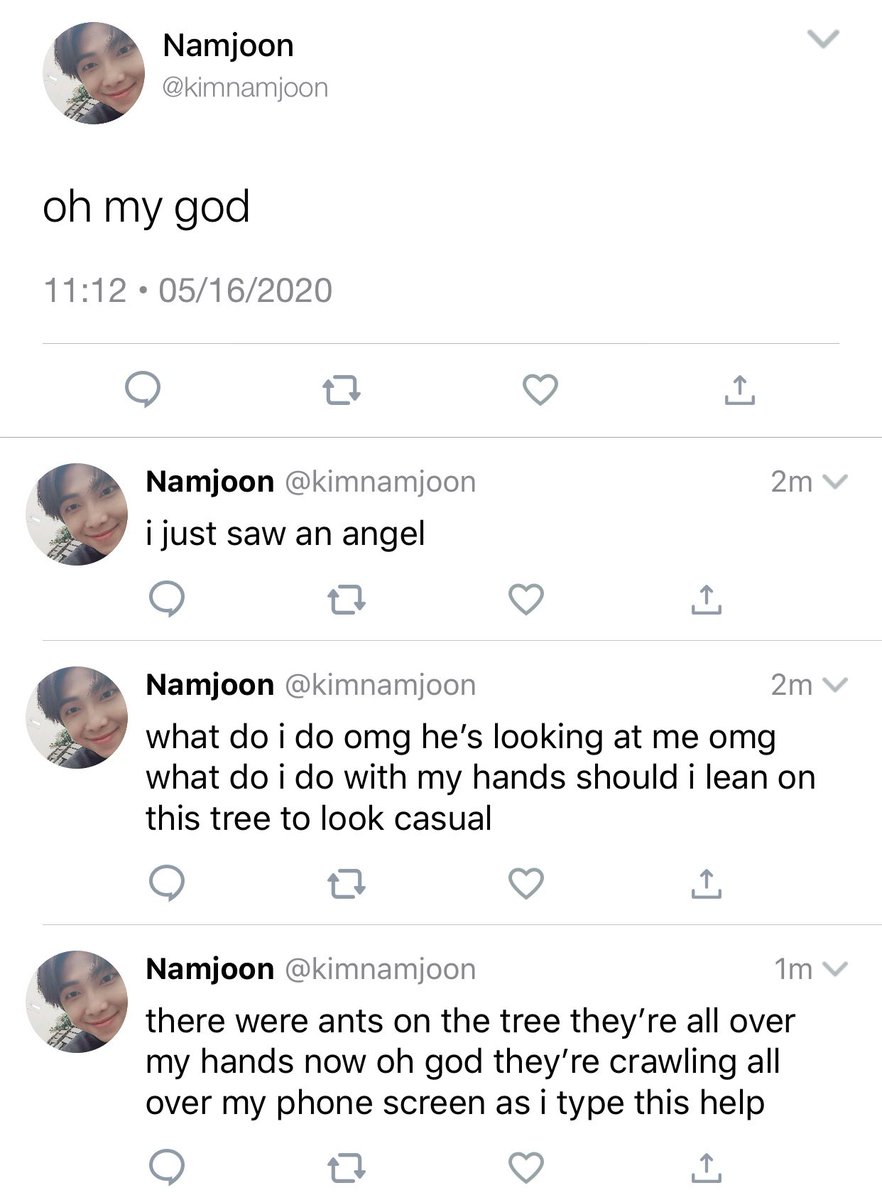 Namjoon
@kimnamjoon
oh my god
11:12 • 05/16/2020
Namjoon @kimnamjoon 2m
i just saw an angel
Namjoon @kimnamjoon 2m
what do i do omg he’s looking at me omg
what do i do with my hands should i lean on
this tree to look casual
Namjoon @kimnamjoon 1m
there were ants on the tree they’re all over
my hands now oh god they’re crawling all
over my phone screen as i type this help